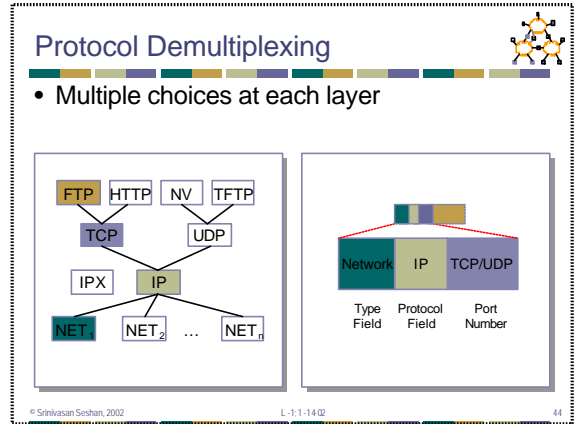 Protocol Demultiplexing
• Multiple choices at each layer
FTP HTTP NV TFTP
TCP UDP
IPX IP
NET1 NET2 … NETn
Network IP TCP/UDP
Type Field Protocol Field Port Number
© Srinivasan Seshan, 2002 L -1; 1 -14-02 44